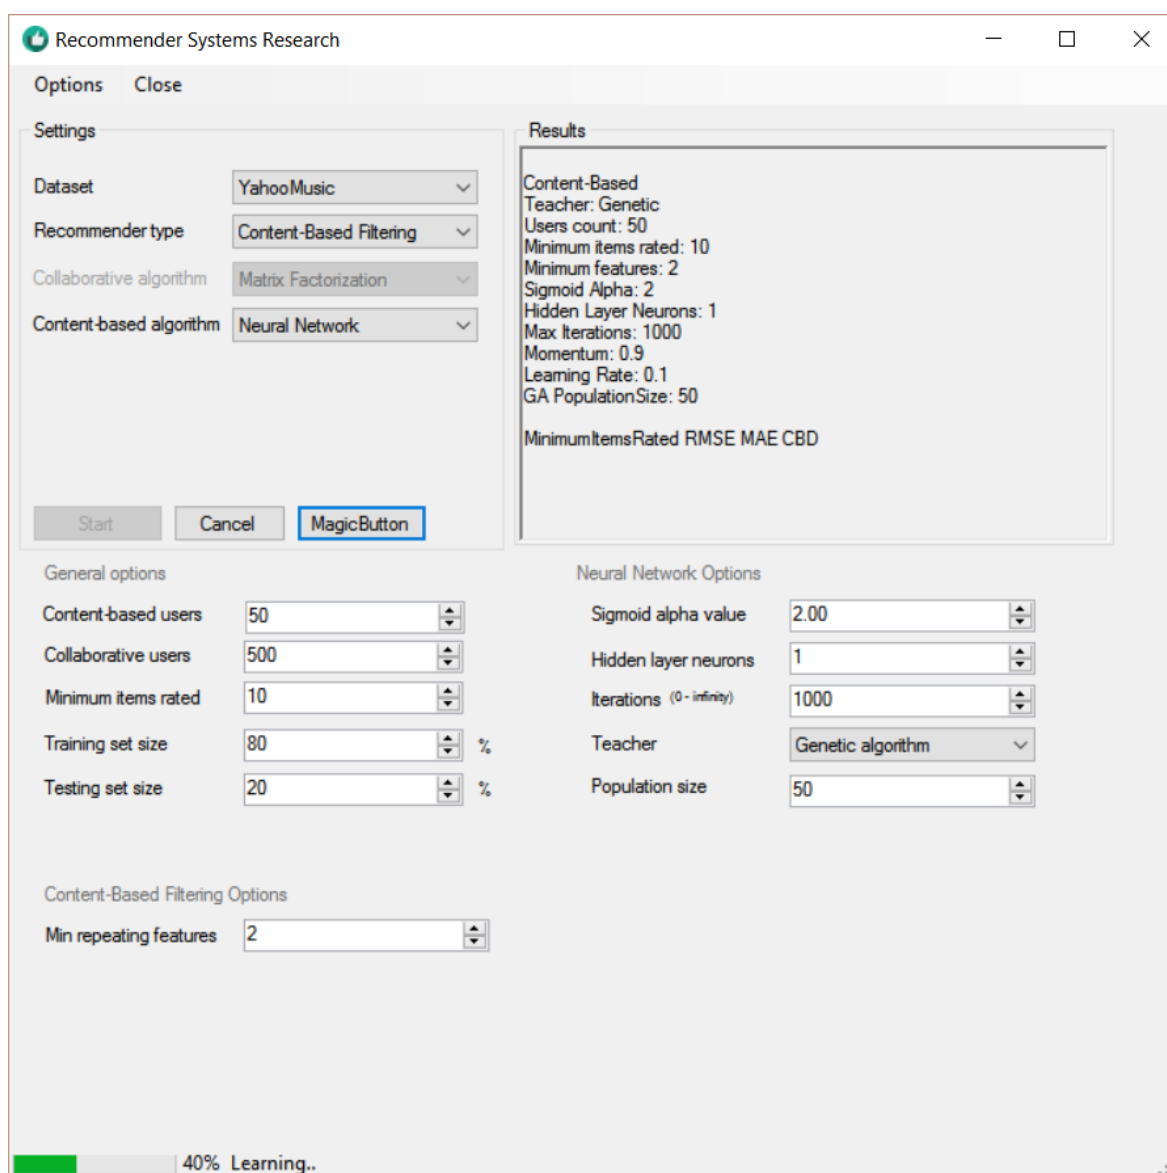 Recommender Systems Research
Options Close
Settings
Dataset YahooMusic
Recommender type Content-Based Filtering
Collaborative algorithm Matrix Factorization
Content-based algorithm Neural Network
Start Cancel MagicButton
Results
Content-Based
Teacher: Genetic
Users count: 50
Minimum items rated: 10
Minimum features: 2
Sigmoid Alpha: 2
Hidden Layer Neurons: 1
Max Iterations: 1000
Momentum: 0.9
Learning Rate: 0.1
GA PopulationSize: 50
MinimumItemsRated RMSE MAE CBD
General options
Content-based users 50
Collaborative users 500
Minimum items rated 10
Training set size 80 %
Testing set size 20 %
Neural Network Options
Sigmoid alpha value 2.00
Hidden layer neurons 1
Iterations (0 - infinity) 1000
Teacher Genetic algorithm
Population size 50
Content-Based Filtering Options
Min repeating features 2
40% Learning..